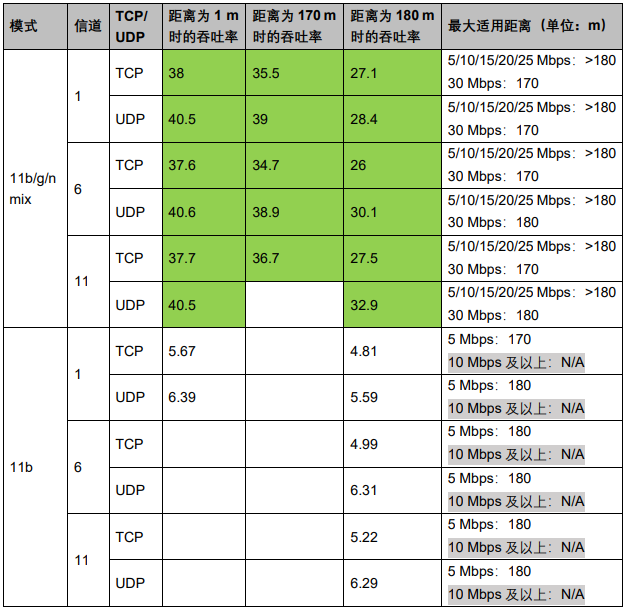 模式 信道 TCP/ 距离为 1 m 距离为 170 m 距离为 180 m 最大适用距离（单位：m）
UDP 时的吞吐率 时的吞吐率 时的吞吐率
11b/g/n
mix
1
TCP 38 35.5 27.1 5/10/15/20/25 Mbps：>180
30 Mbps：170
UDP 40.5 39 28.4 5/10/15/20/25 Mbps：>180
30 Mbps：170
6
TCP 37.6 34.7 26 5/10/15/20/25 Mbps：>180
30 Mbps：170
UDP 40.6 38.9 30.1 5/10/15/20/25 Mbps：>180
30 Mbps：180
11
TCP 37.7 36.7 27.5 5/10/15/20/25 Mbps：>180
30 Mbps：170
UDP 40.5 32.9 5/10/15/20/25 Mbps：>180
30 Mbps：180
11b
1
TCP 5.67 4.81 5 Mbps：170
10 Mbps 及以上：N/A
UDP 6.39 5.59 5 Mbps：180
10 Mbps 及以上：N/A
6
TCP 4.99 5 Mbps：180
10 Mbps 及以上：N/A
UDP 6.31 5 Mbps：180
10 Mbps 及以上：N/A
11
TCP 5.22 5 Mbps：180
10 Mbps 及以上：N/A
UDP 6.29 5 Mbps：180
10 Mbps 及以上：N/A